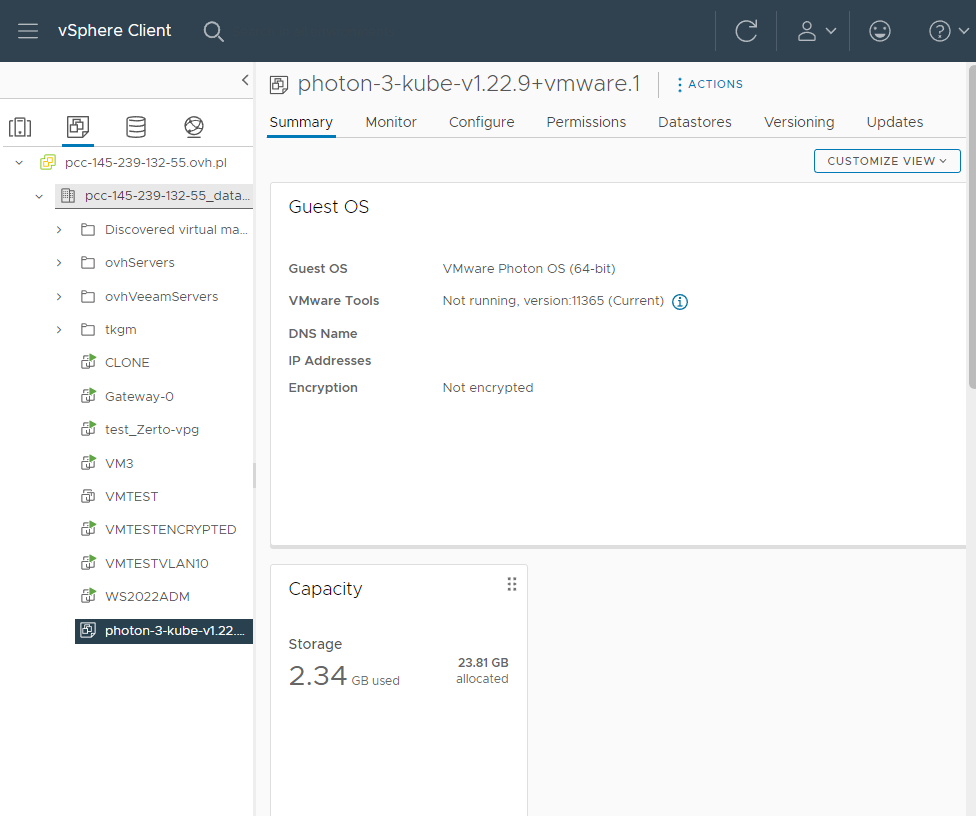 vSphere Client
photon-3-kube-v1.22.9+vmware.1
ACTIONS
Summary Monitor Configure Permissions Datastores Versioning Updates
CUSTOMIZE VIEW
pcc-145-239-132-55.ovh.pl
pcc-145-239-132-55_data...
Discovered virtual ma...
ovhServers
ovhVeeamServers
tkgm
CLONE
Gateway-0
test_Zerto-vpg
VM3
VMTEST
VMTESTENCRYPTED
VMTESTVLAN10
WS2022ADM
photon-3-kube-v1.22....
Guest OS
Guest OS VMware Photon OS (64-bit)
VMware Tools Not running, version:11365 (Current)
DNS Name
IP Addresses
Encryption Not encrypted
Capacity
Storage
2.34 GB used
23.81 GB
allocated